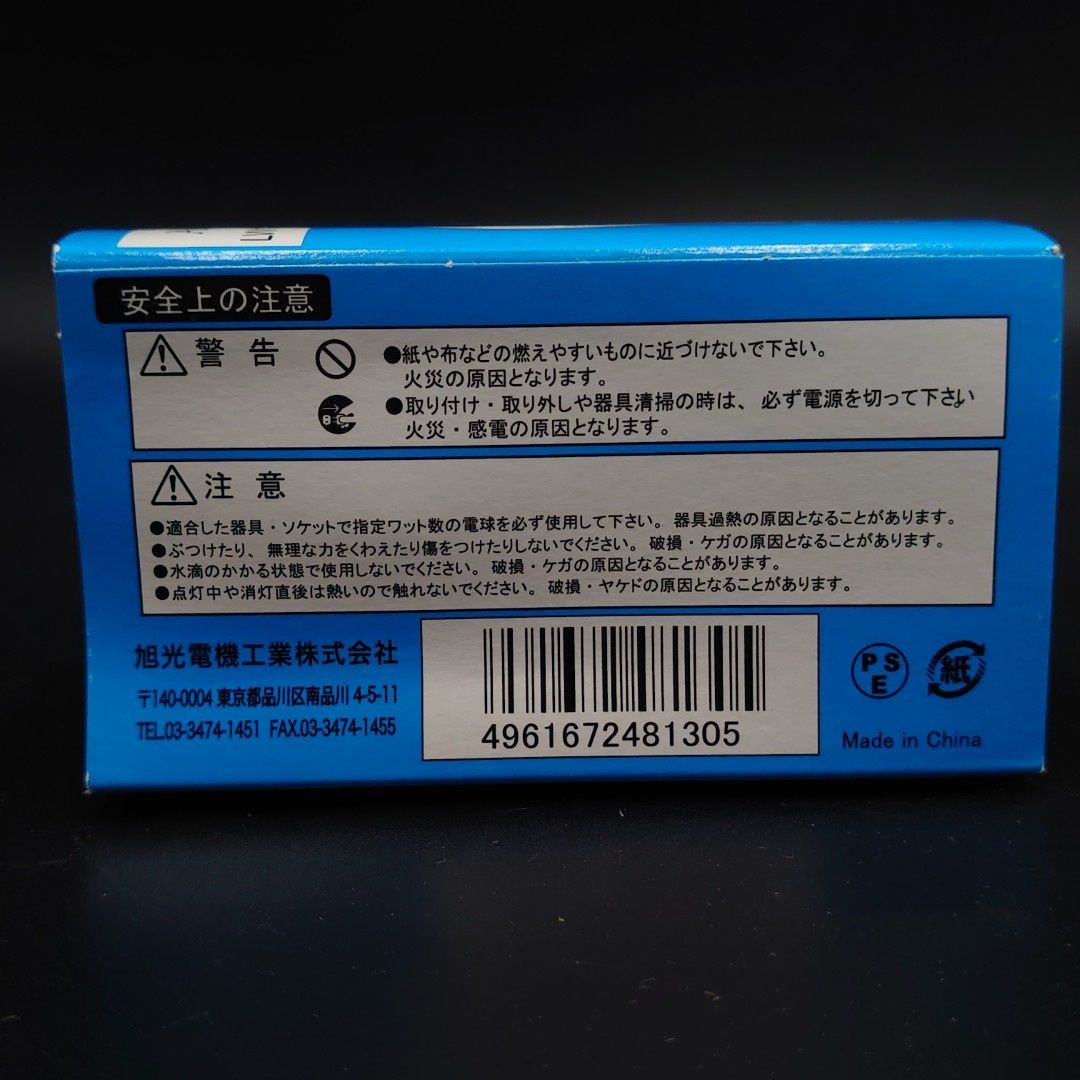 安全上の注意
警告
●紙や布などの燃えやすいものに近づけないで下さい。
火災の原因となります。
●取り付け・取り外しや器具清掃の時は、必ず電源を切って下さい
火災・感電の原因となります。
注意
●適合した器具・ソケットで指定ワット数の電球を必ず使用して下さい。器具過熱の原因となることがあります。
●ぶつけたり、無理な力をくわえたり傷をつけたりしないでください。破損・ケガの原因となることがあります。
●水滴のかかる状態で使用しないでください。破損・ケガの原因となることがあります。
●点灯中や消灯直後は熱いので触れないでください。破損・ヤケドの原因となることがあります。
旭光電機工業株式会社
〒140-0004 東京都品川区南品川 4-5-11
TEL.03-3474-1451 FAX.03-3474-1455
4961672481305
PSE
紙
Made in China